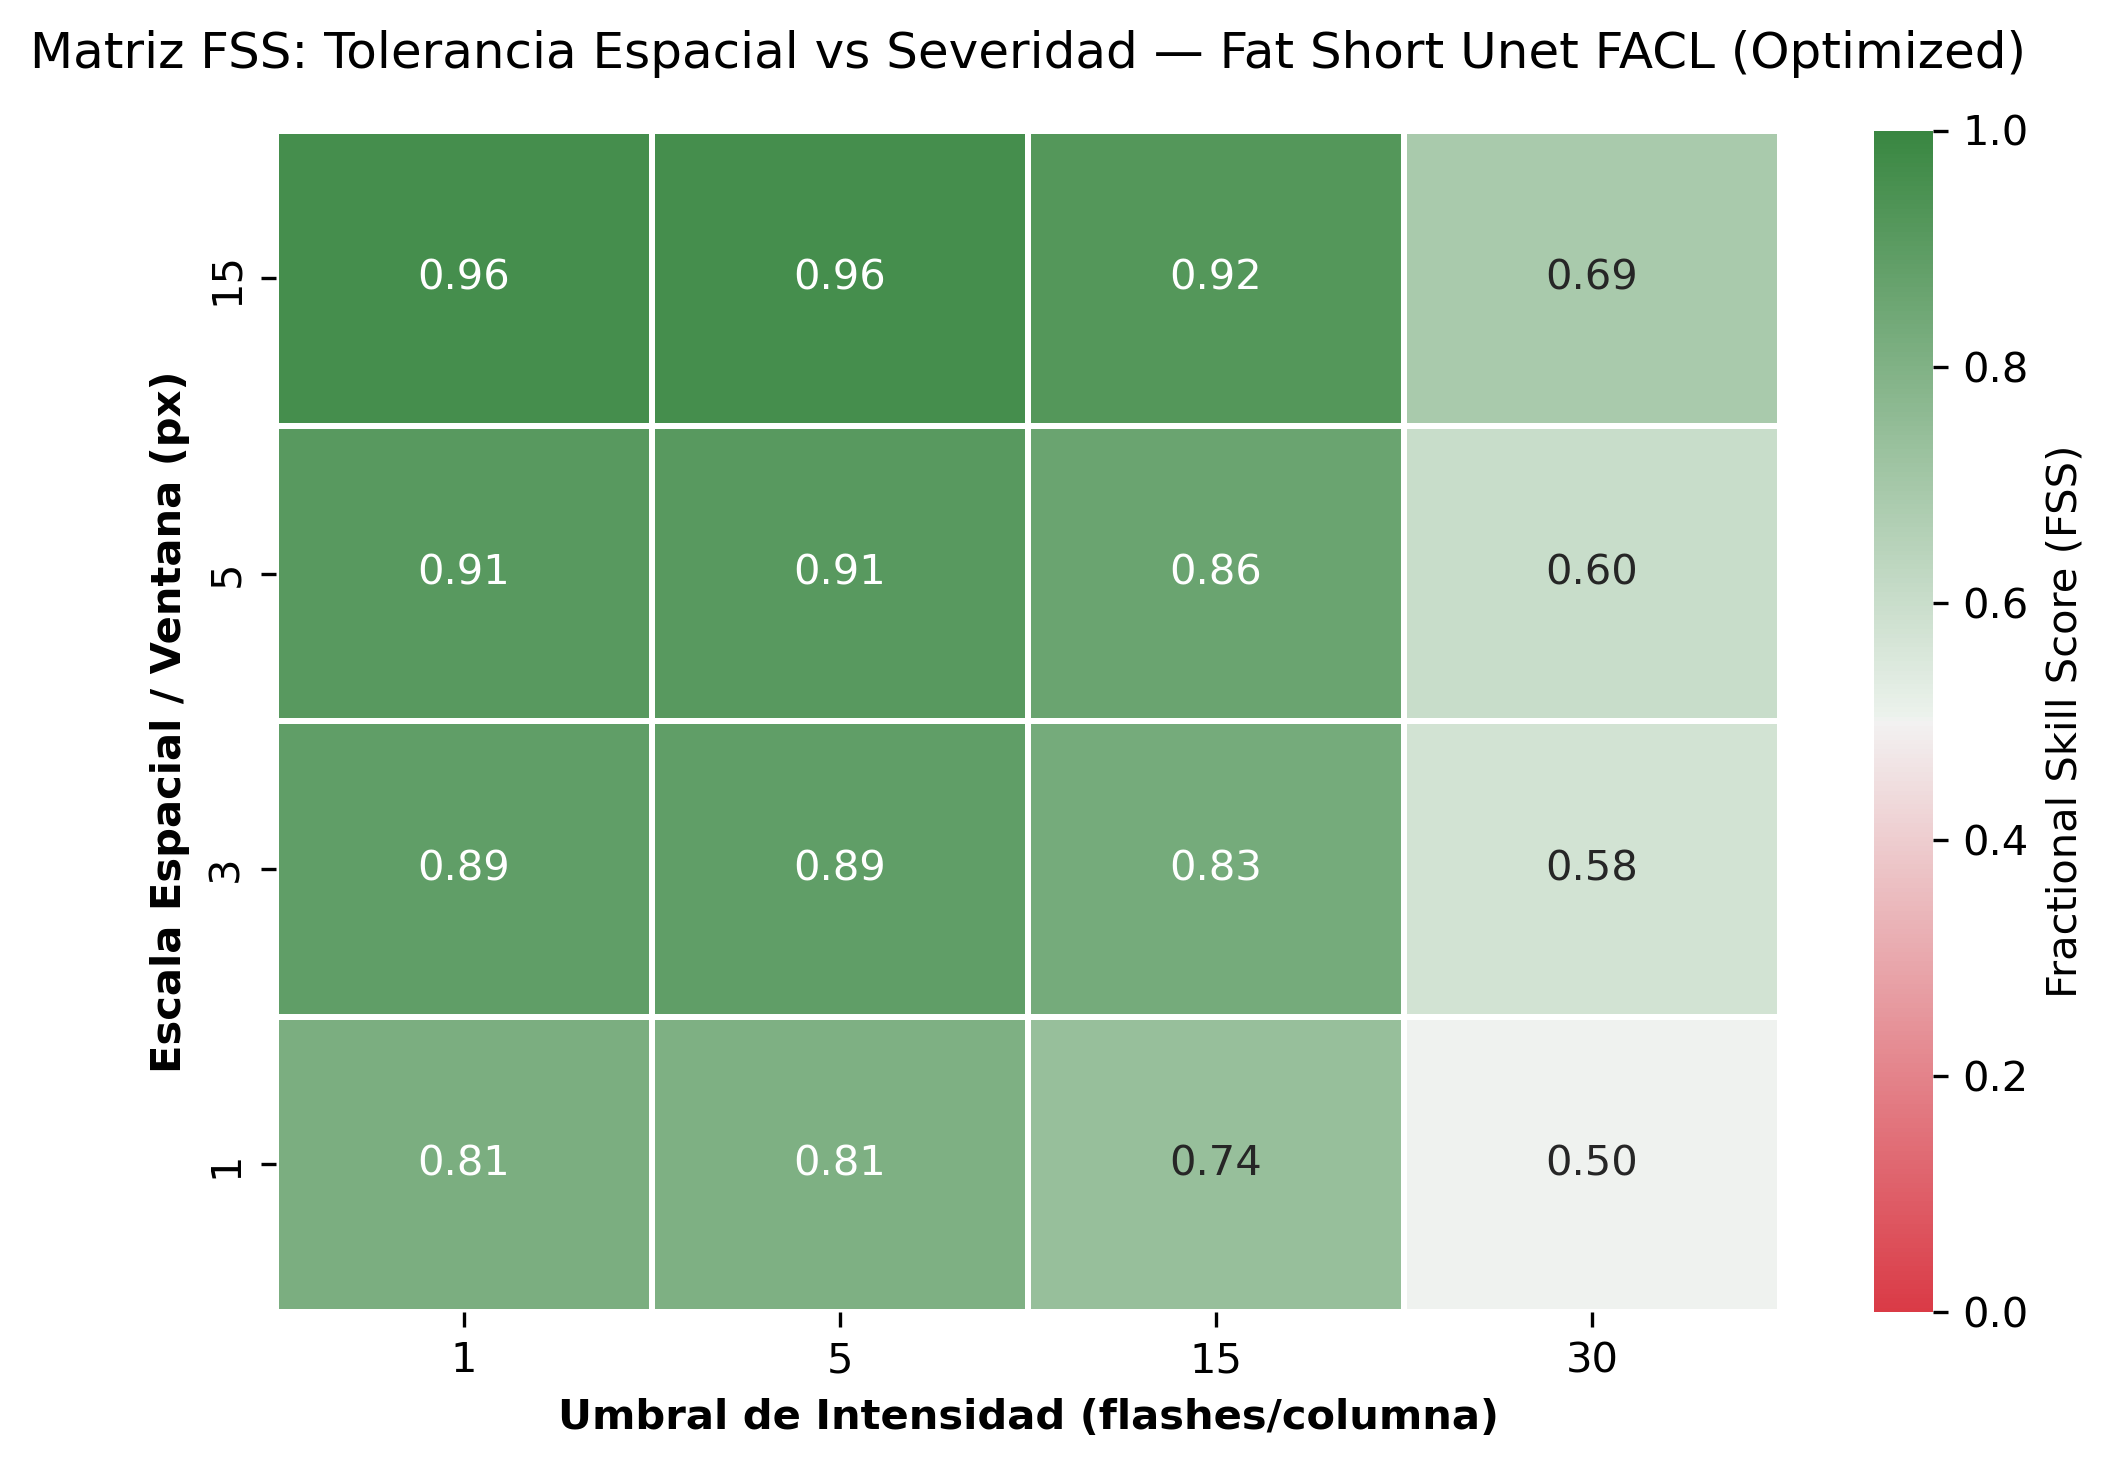 Matriz FSS: Tolerancia Espacial vs Severidad — Fat Short Unet FACL (Optimized)
Escala Espacial / Ventana (px)
15
0.96 0.96 0.92 0.69
5
0.91 0.91 0.86 0.60
3
0.89 0.89 0.83 0.58
1
0.81 0.81 0.74 0.50
1 5 15 30
Umbral de Intensidad (flashes/columna)
1.0
0.8
0.6
0.4
0.2
0.0
Fractional Skill Score (FSS)